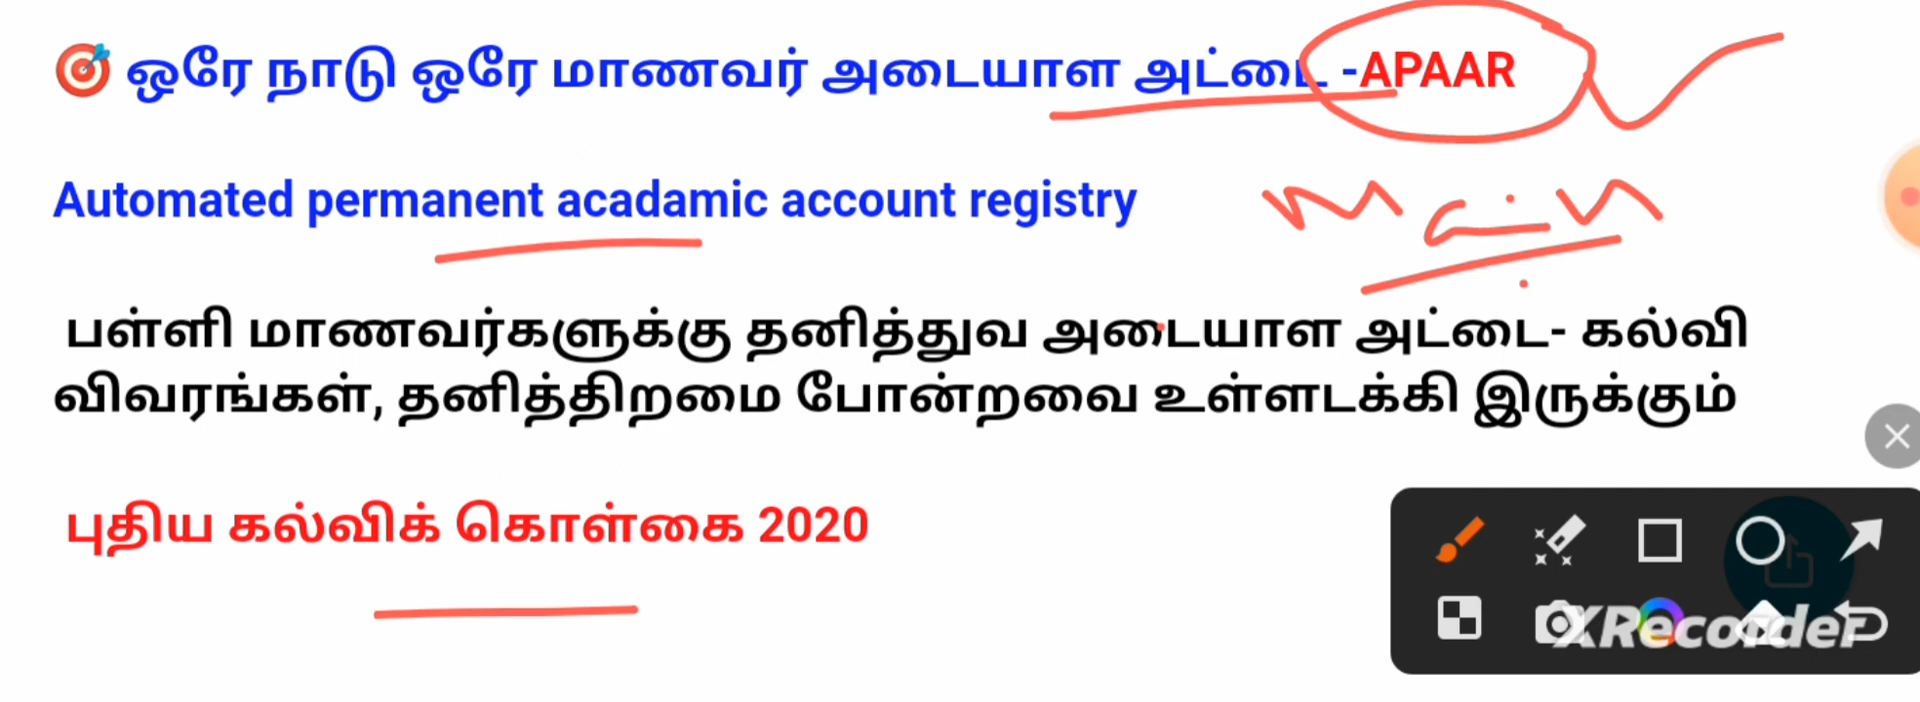 🎯 ஒரே நாடு ஒரே மாணவர் அடையாள அட்டை -APAAR
Automated permanent acadamic account registry
Main
பள்ளி மாணவர்களுக்கு தனித்துவ அடையாள அட்டை- கல்வி
விவரங்கள், தனித்திறமை போன்றவை உள்ளடக்கி இருக்கும்
புதிய கல்விக் கொள்கை 2020
XRecorder